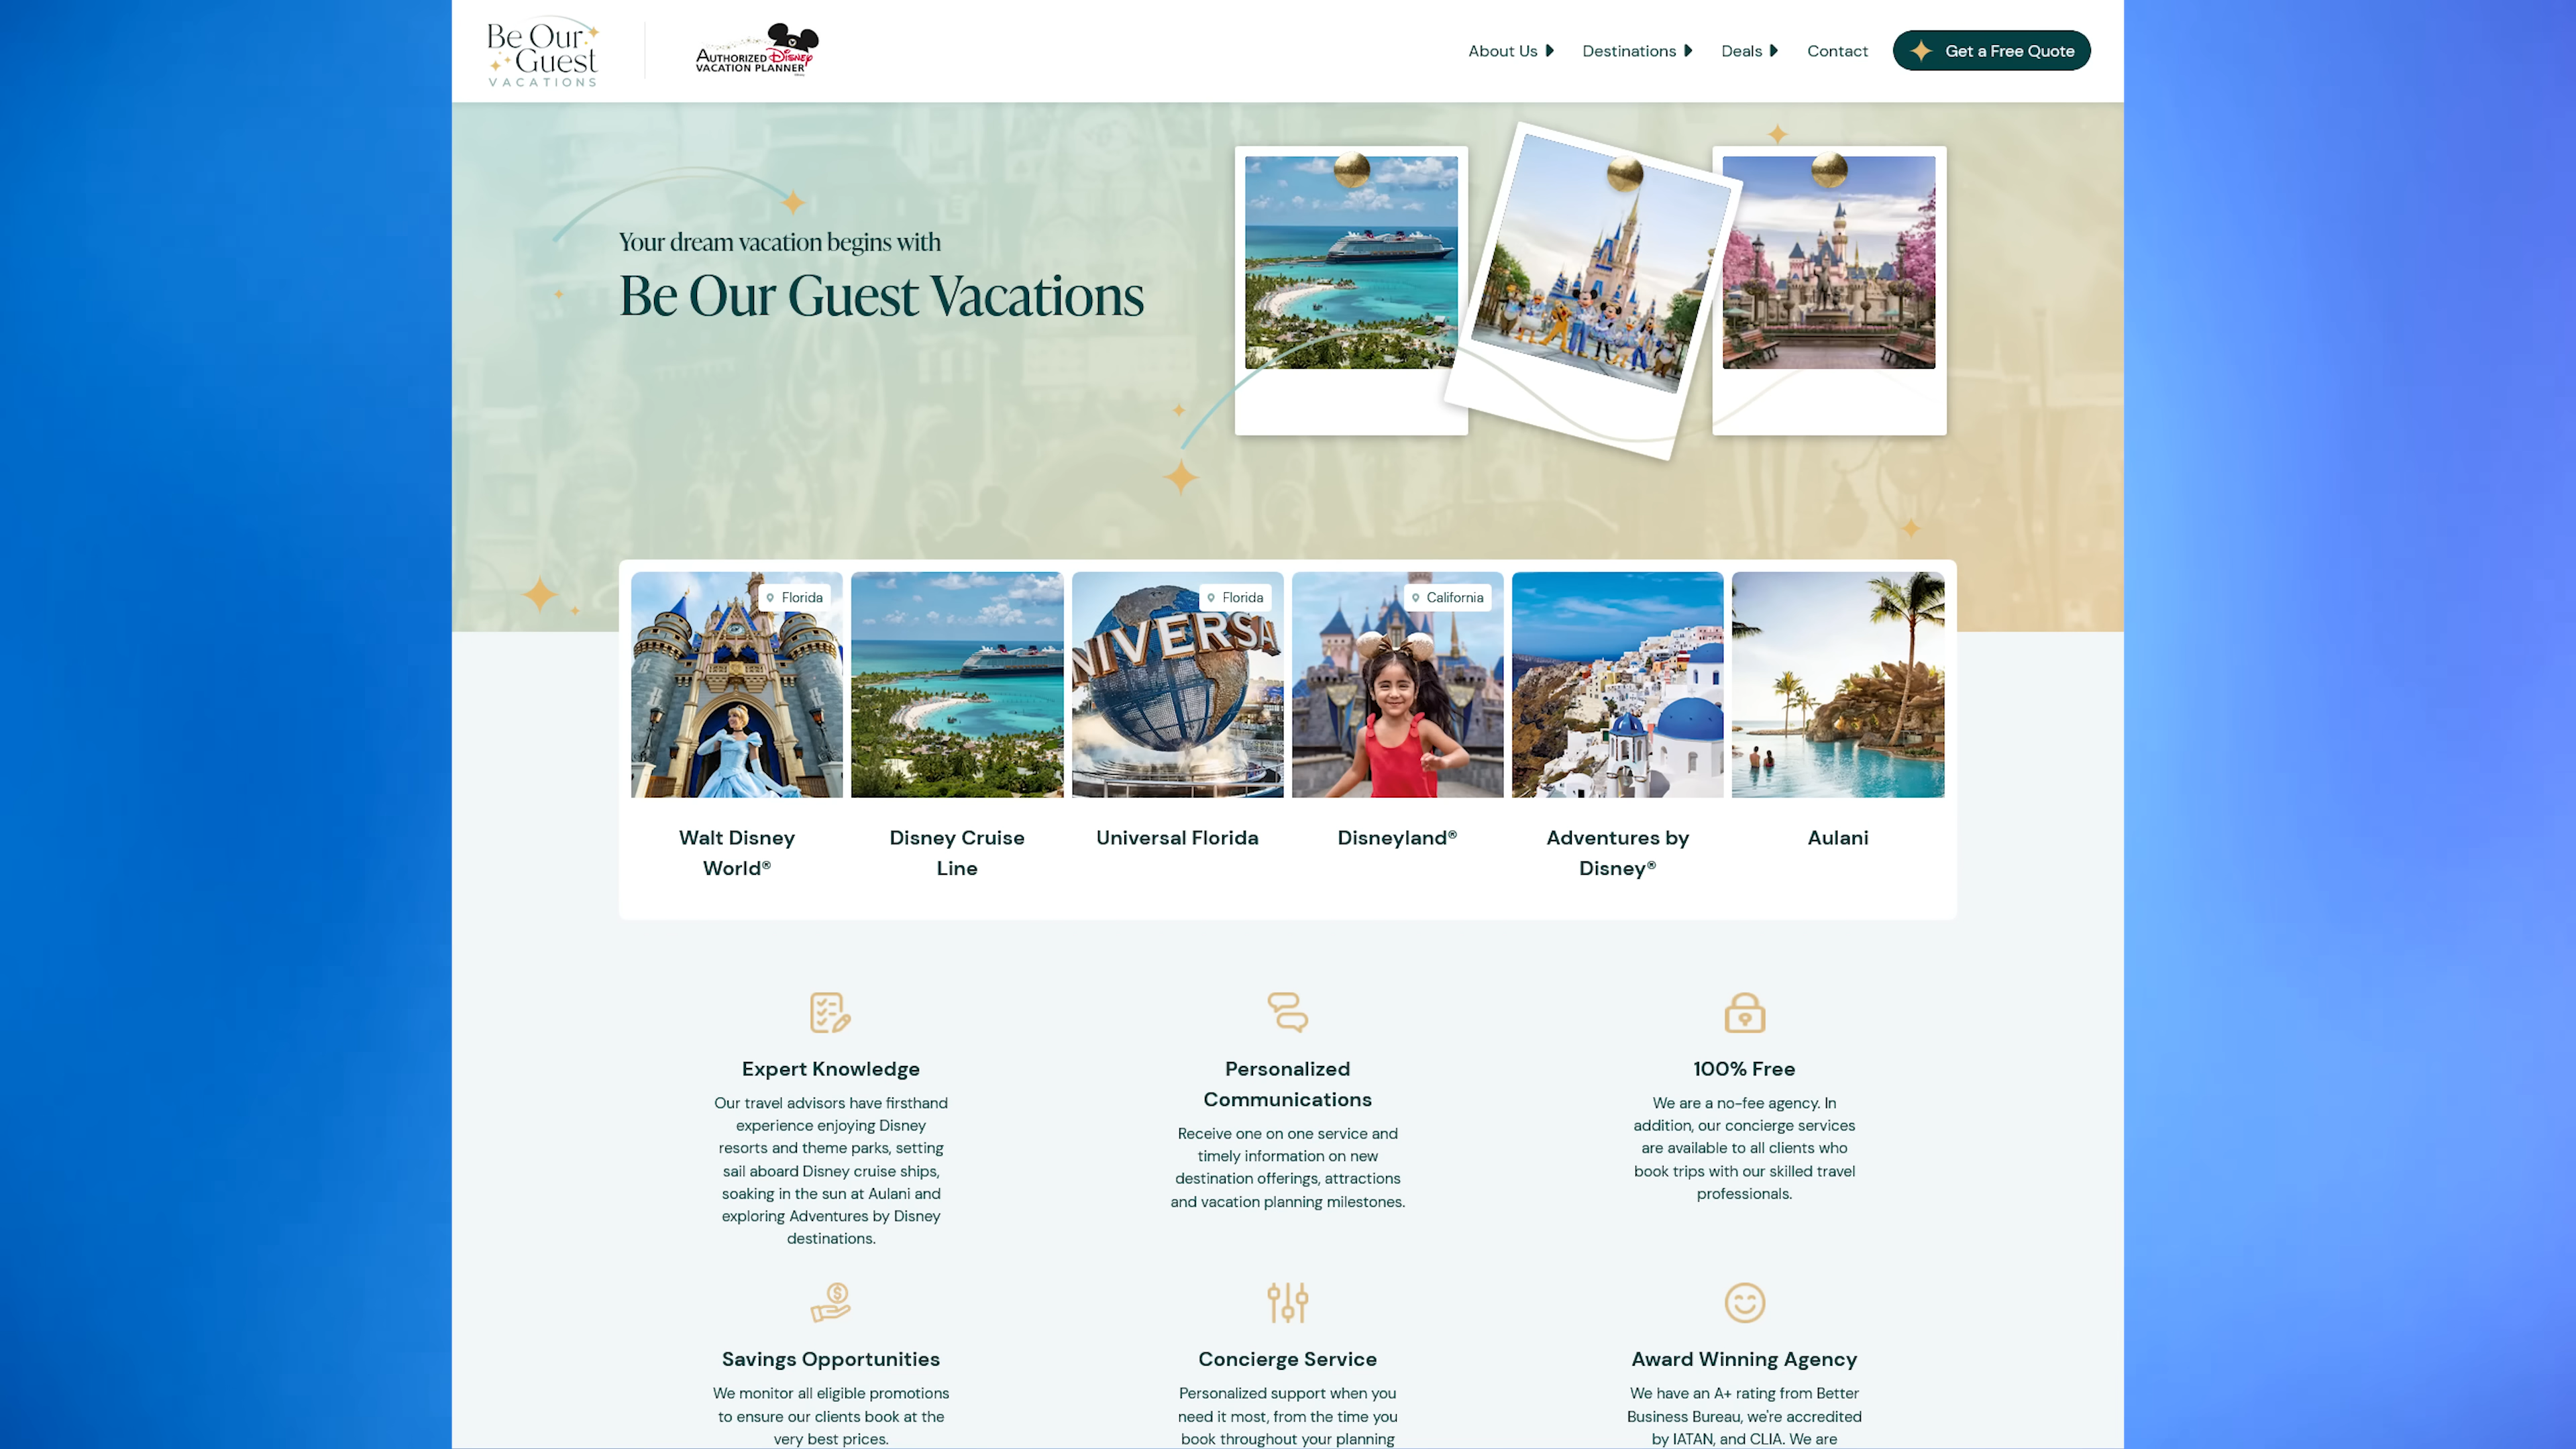 Be Our
Guest
VACATIONS
AUTHORIZED Disney
VACATION PLANNER
About Us
Destinations
Deals
Contact
Get a Free Quote
Your dream vacation begins with
Be Our Guest Vacations
Florida
Florida
California
NIVERSA
Walt Disney
World®
Disney Cruise
Line
Universal Florida
Disneyland®
Adventures by
Disney®
Aulani
Expert Knowledge
Our travel advisors have firsthand
experience enjoying Disney
resorts and theme parks, setting
sail aboard Disney cruise ships,
soaking in the sun at Aulani and
exploring Adventures by Disney
destinations.
Personalized
Communications
Receive one on one service and
timely information on new
destination offerings, attractions
and vacation planning milestones.
100% Free
We are a no-fee agency. In
addition, our concierge services
are available to all clients who
book trips with our skilled travel
professionals.
Savings Opportunities
We monitor all eligible promotions
to ensure our clients book at the
very best prices.
Concierge Service
Personalized support when you
need it most, from the time you
book throughout your planning
Award Winning Agency
We have an A+ rating from Better
Business Bureau, we're accredited
by IATAN, and CLIA. We are